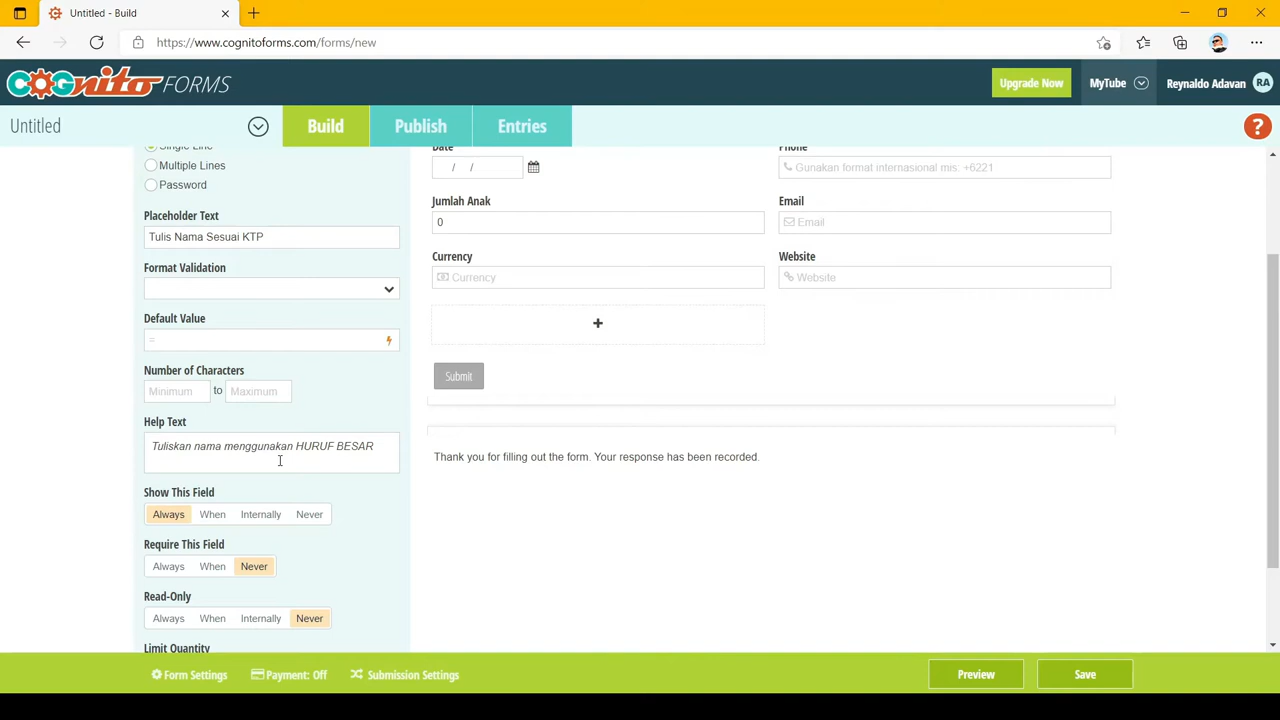 Untitled - Build
https://www.cognitoforms.com/forms/new
COGNITO FORMS
Upgrade Now
MyTube
Reynaldo Adavan
RA
Untitled
Build
Publish
Entries
?
Single Line
Multiple Lines
Password
Placeholder Text
Tulis Nama Sesuai KTP
Format Validation
Default Value
=
Number of Characters
Minimum to Maximum
Help Text
Tuliskan nama menggunakan HURUF BESAR
Show This Field
Always When Internally Never
Require This Field
Always When Never
Read-Only
Always When Internally Never
Limit Quantity
Date
/ /
Phone
Gunakan format internasional mis: +6221
Jumlah Anak
0
Email
Email
Currency
Currency
Website
Website
+
Submit
Thank you for filling out the form. Your response has been recorded.
Form Settings
Payment: Off
Submission Settings
Preview
Save